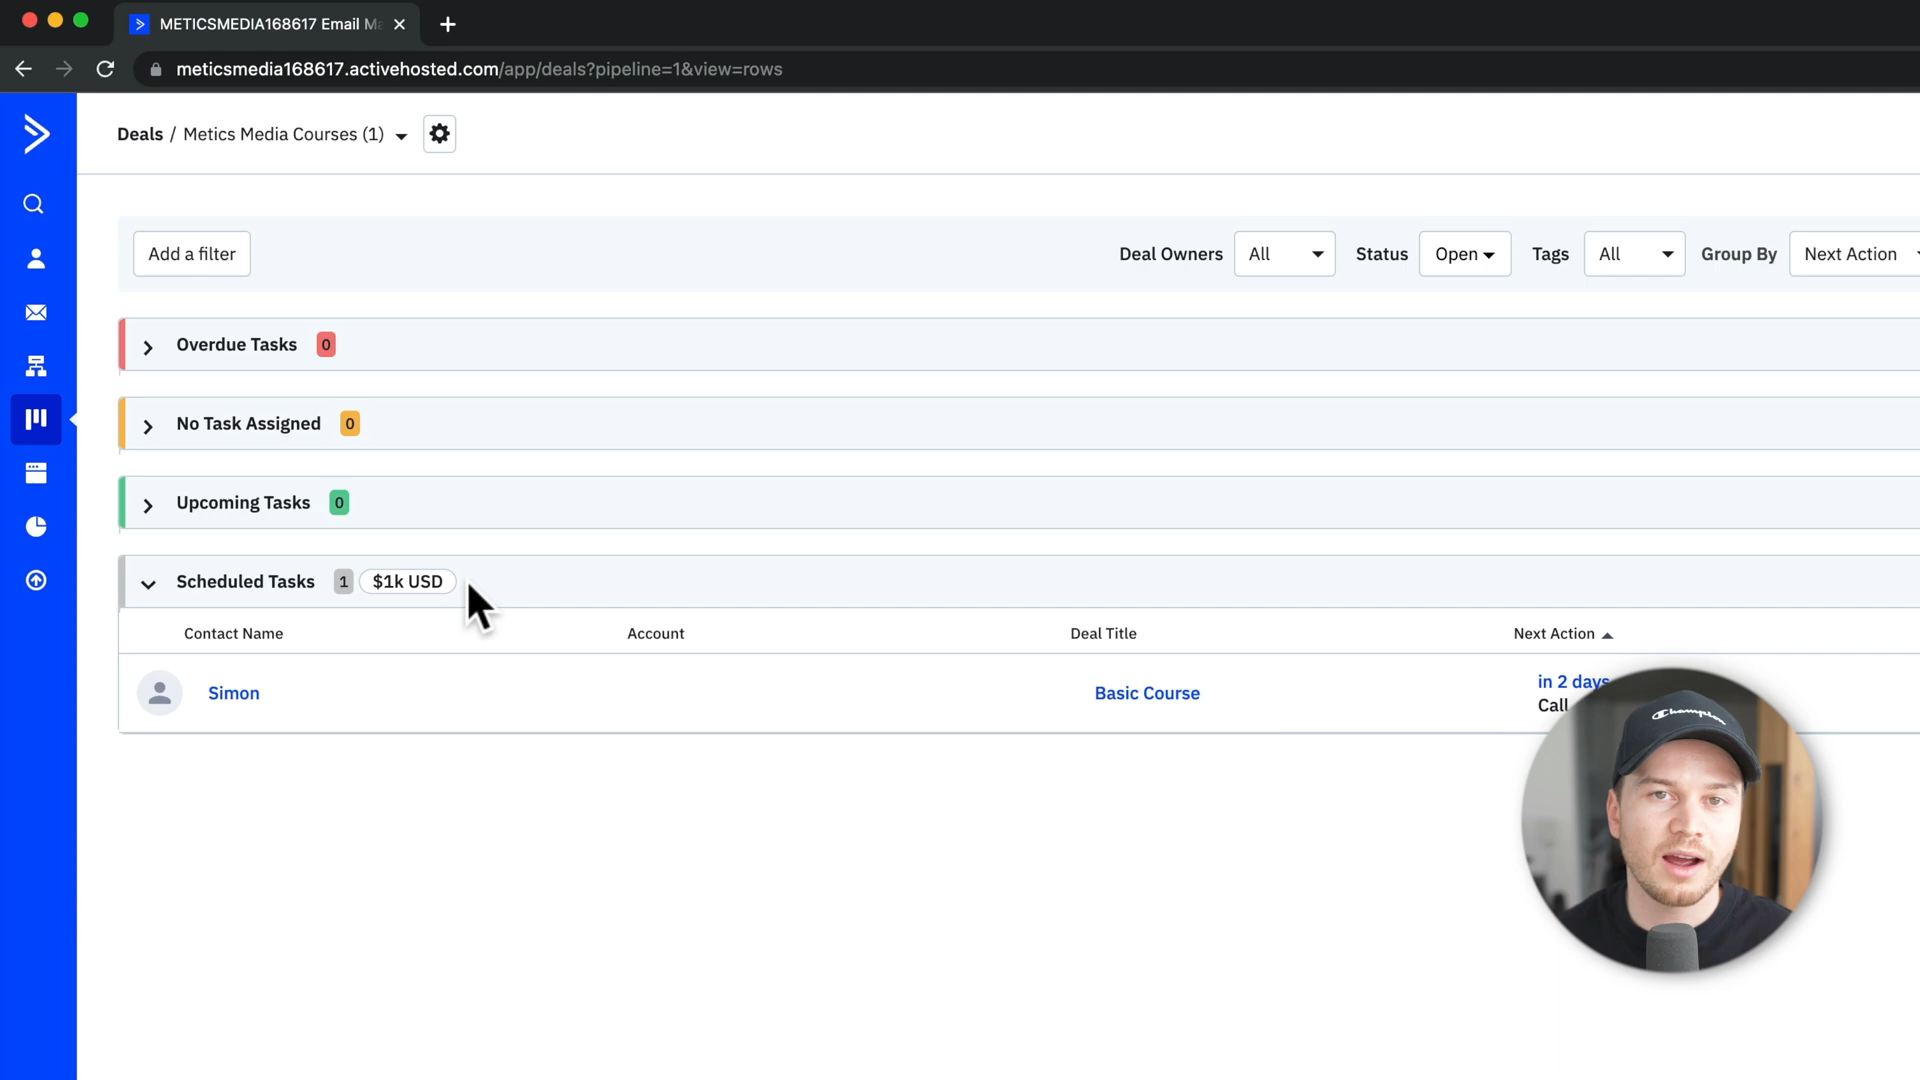 METICSMEDIA168617 Email Ma
meticsmedia168617.activehosted.com/app/deals?pipeline=1&view=rows
Deals / Metics Media Courses (1)
Add a filter
Deal Owners All Status Open Tags All Group By Next Action
Overdue Tasks 0
No Task Assigned 0
Upcoming Tasks 0
Scheduled Tasks 1 $1k USD
Contact Name Account Deal Title Next Action
Simon Basic Course in 2 days
Call
Champion